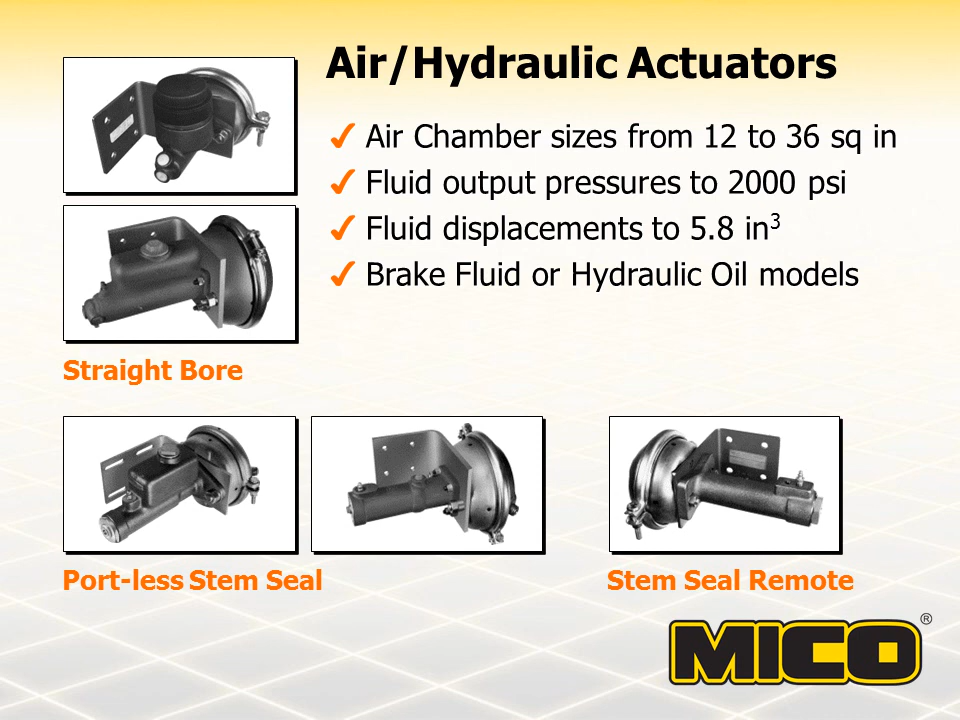 Air/Hydraulic Actuators
✔ Air Chamber sizes from 12 to 36 sq in
✔ Fluid output pressures to 2000 psi
✔ Fluid displacements to 5.8 in³
✔ Brake Fluid or Hydraulic Oil models
Straight Bore
Port-less Stem Seal
Stem Seal Remote
MICO®